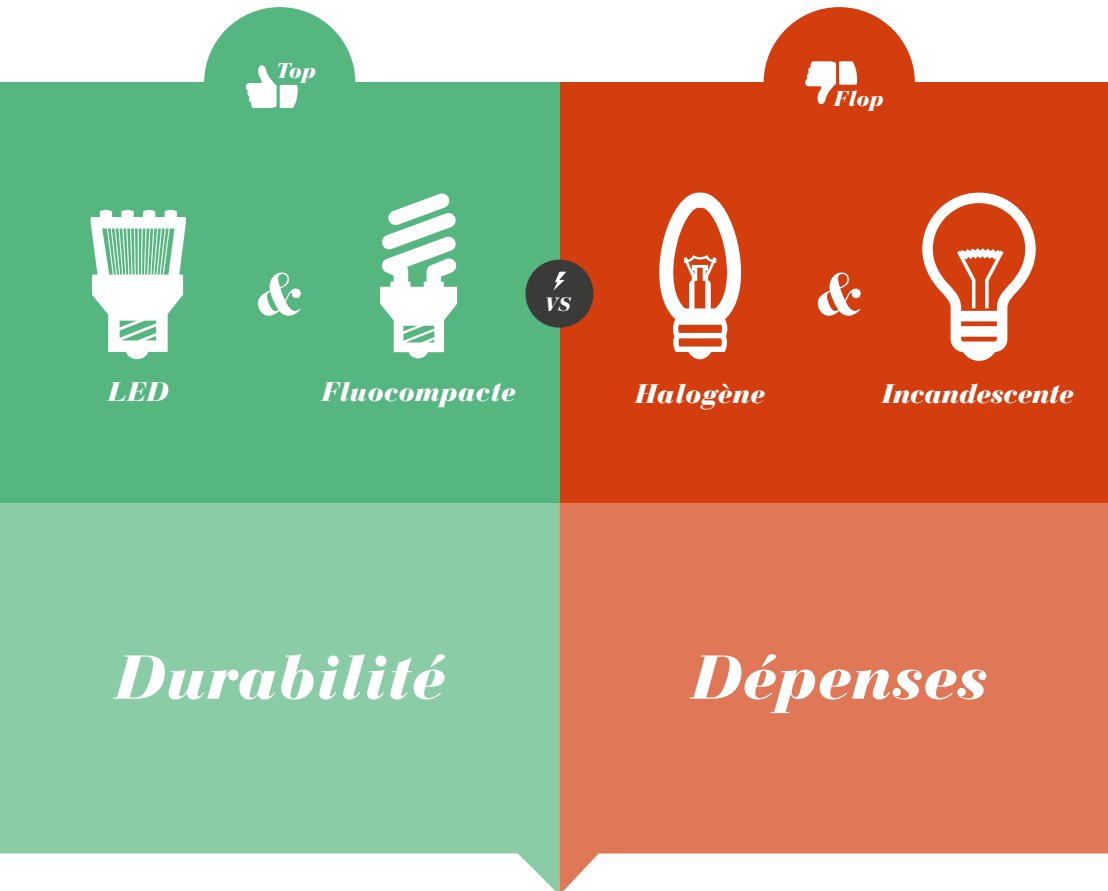 Top
Flop
&
VS
&
LED
Fluocompacte
Halogène
Incandescente
Durabilité
Dépenses